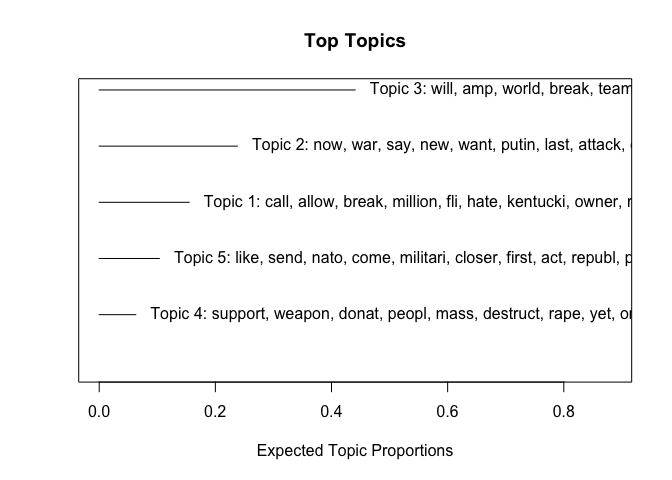 Top Topics
Topic 3: will, amp, world, break, team
Topic 2: now, war, say, new, want, putin, last, attack,
Topic 1: call, allow, break, million, fli, hate, kentucki, owner,
Topic 5: like, send, nato, come, militari, closer, first, act, republ,
Topic 4: support, weapon, donat, peopl, mass, destruct, rape, yet,
0.0 0.2 0.4 0.6 0.8
Expected Topic Proportions